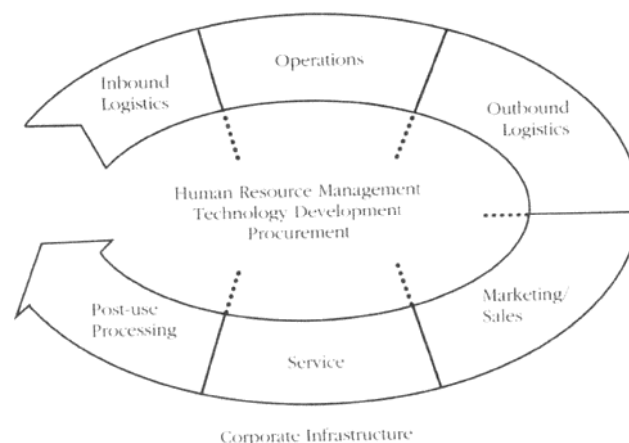 Inbound
Logistics
Operations
Outbound
Logistics
Human Resource Management
Technology Development
Procurement
Post-use
Processing
Service
Marketing/
Sales
Corporate Infrastructure